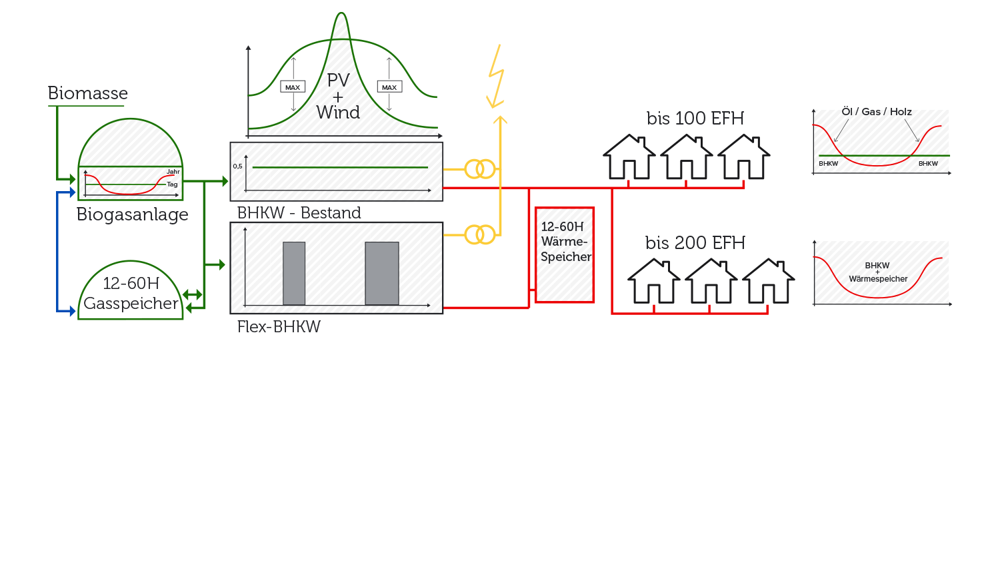 Biomasse
Jahr
Tag
Biogasanlage
12-60H
Gasspeicher
MAX
PV
+
Wind
MAX
0,5
BHKW - Bestand
Flex-BHKW
12-60H
Wärme-
Speicher
bis 100 EFH
bis 200 EFH
Öl / Gas / Holz
BHKW
BHKW
BHKW
+
Wärmespeicher